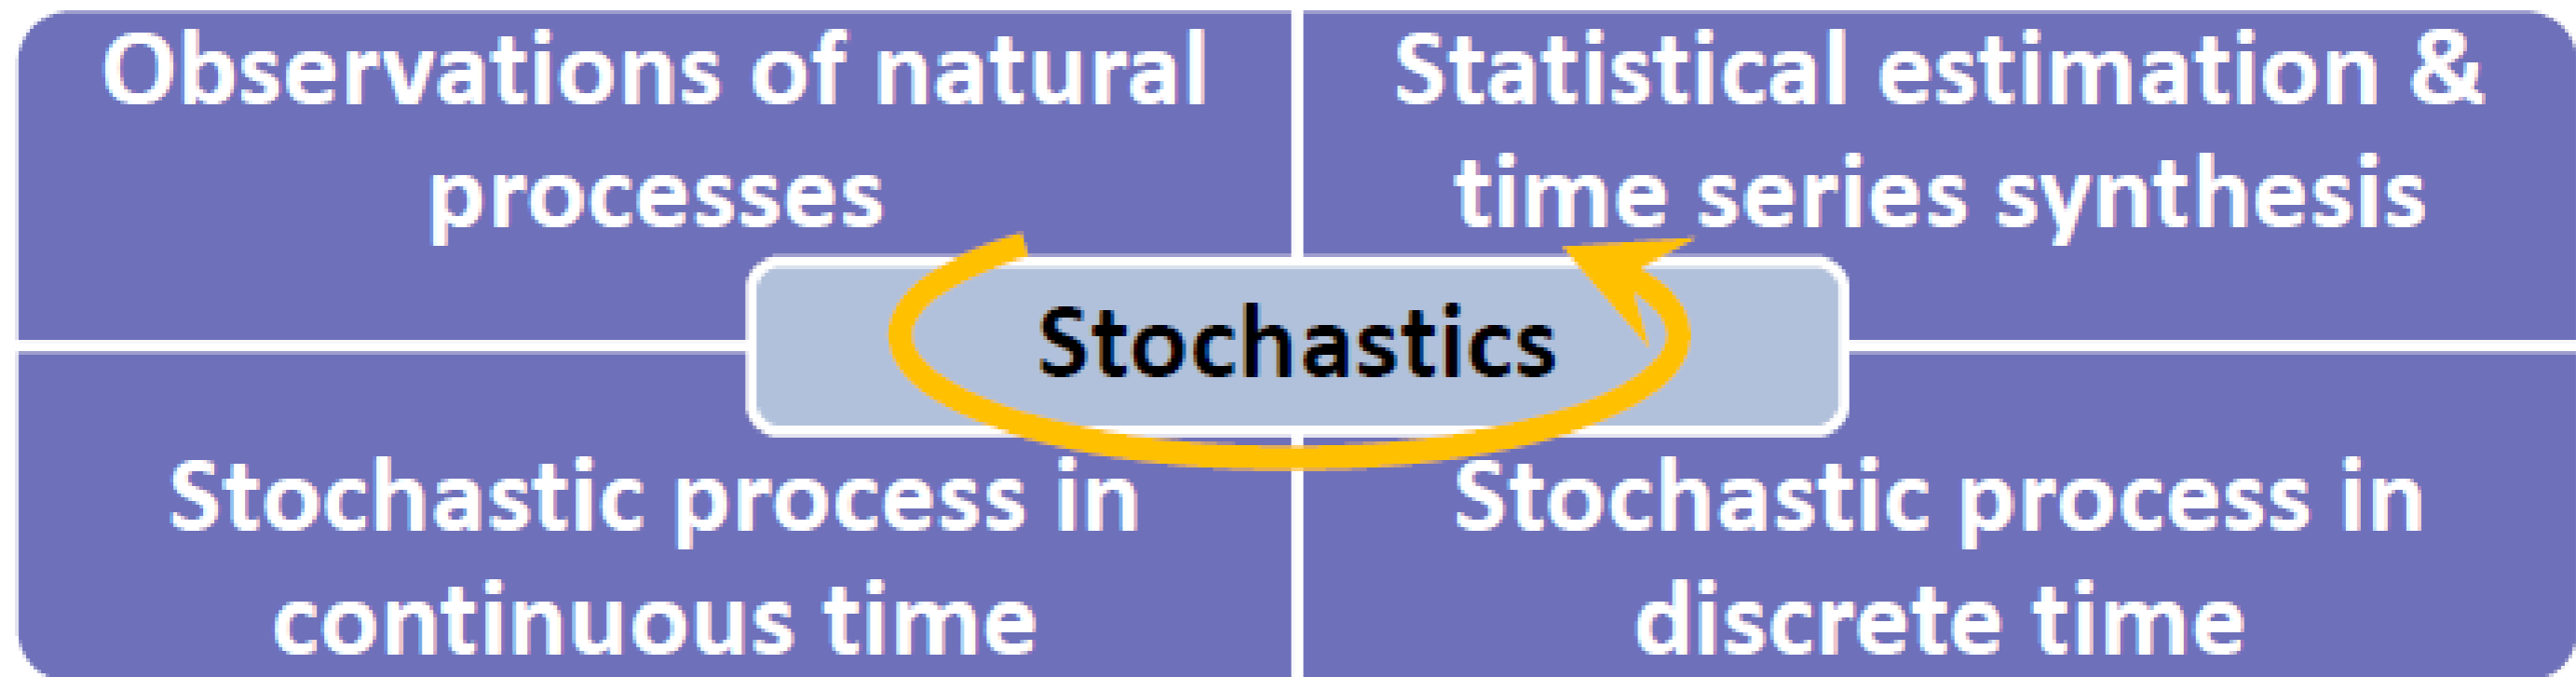 Observations of natural
processes
Statistical estimation &
time series synthesis
Stochastics
Stochastic process in
continuous time
Stochastic process in
discrete time